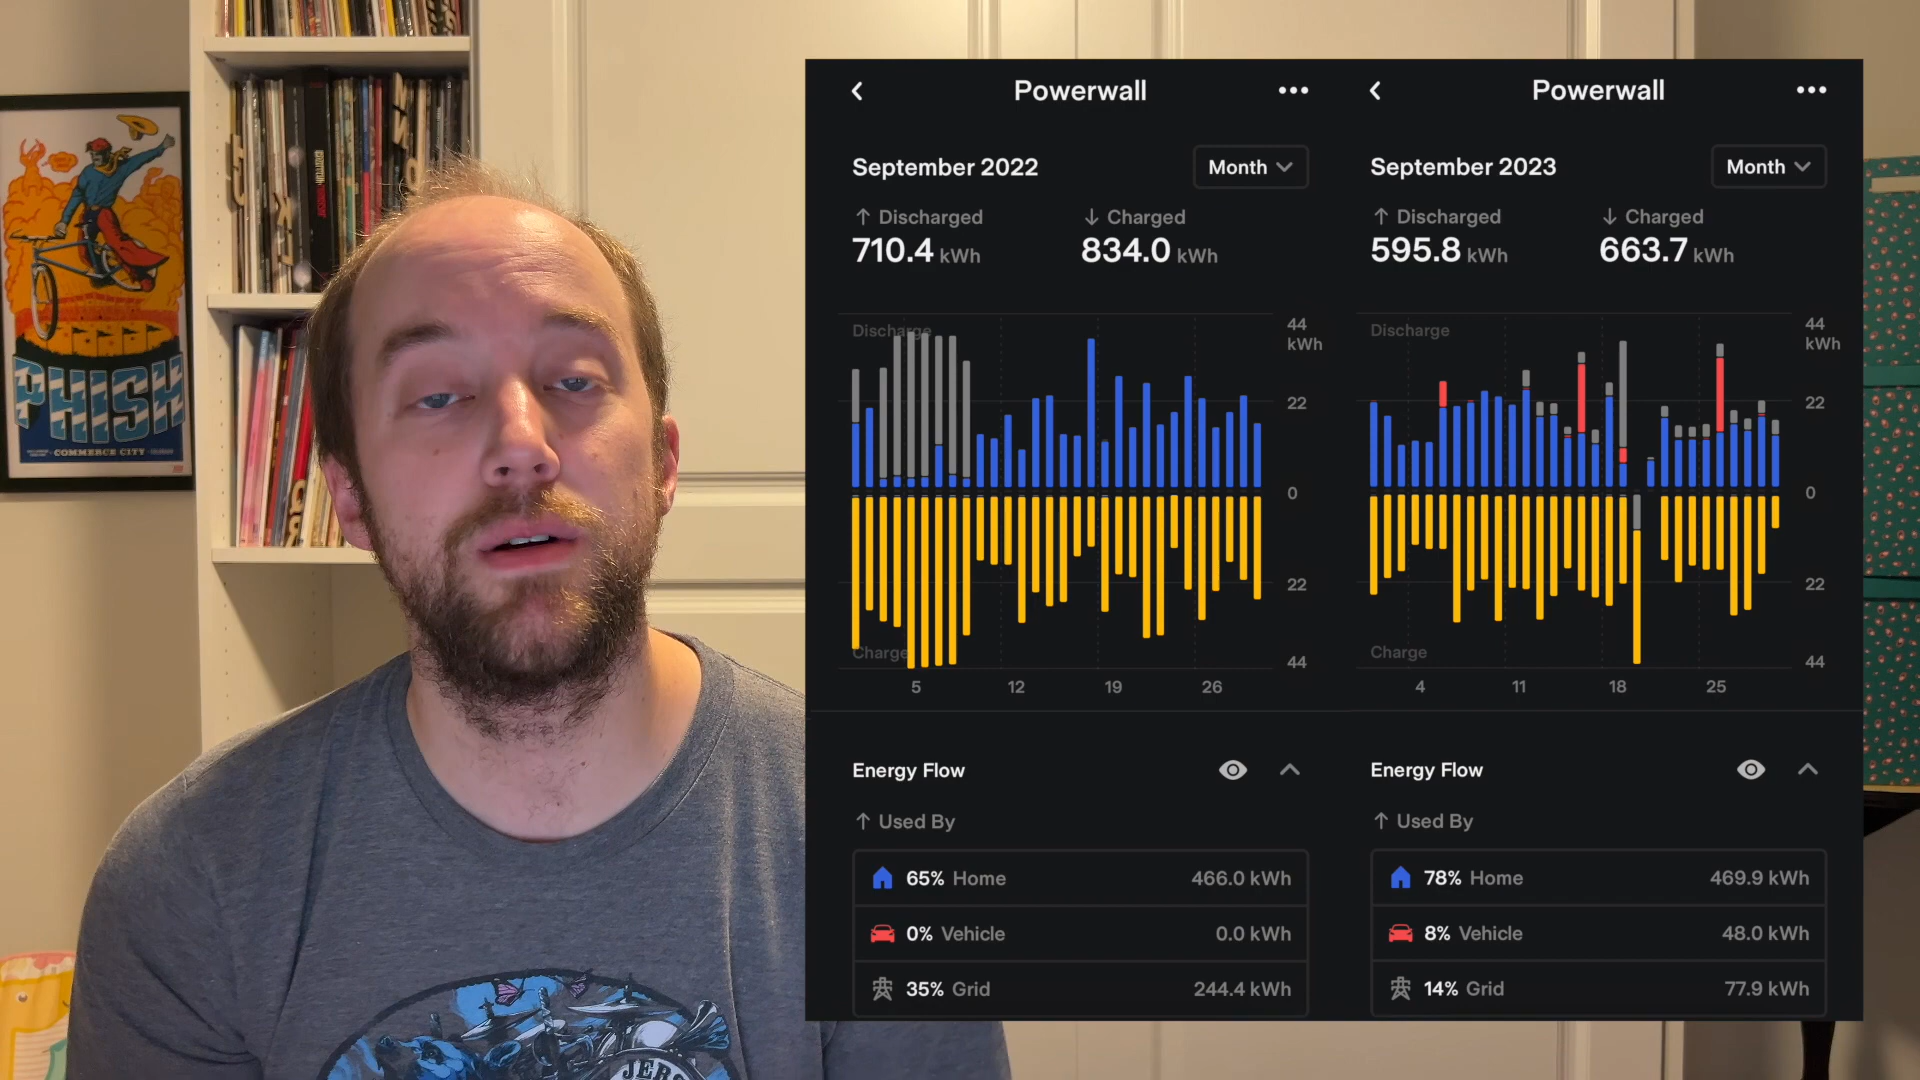 PHISH
COMMERCE CITY
Powerwall
September 2022
Month
Discharged
Charged
710.4 kWh
834.0 kWh
Discharge
44
kWh
22
0
22
Charge
44
5
12
19
26
Energy Flow
Used By
65% Home
466.0 kWh
0% Vehicle
0.0 kWh
35% Grid
244.4 kWh
Powerwall
September 2023
Month
Discharged
Charged
595.8 kWh
663.7 kWh
Discharge
44
kWh
22
0
22
Charge
44
4
11
18
25
Energy Flow
Used By
78% Home
469.9 kWh
8% Vehicle
48.0 kWh
14% Grid
77.9 kWh